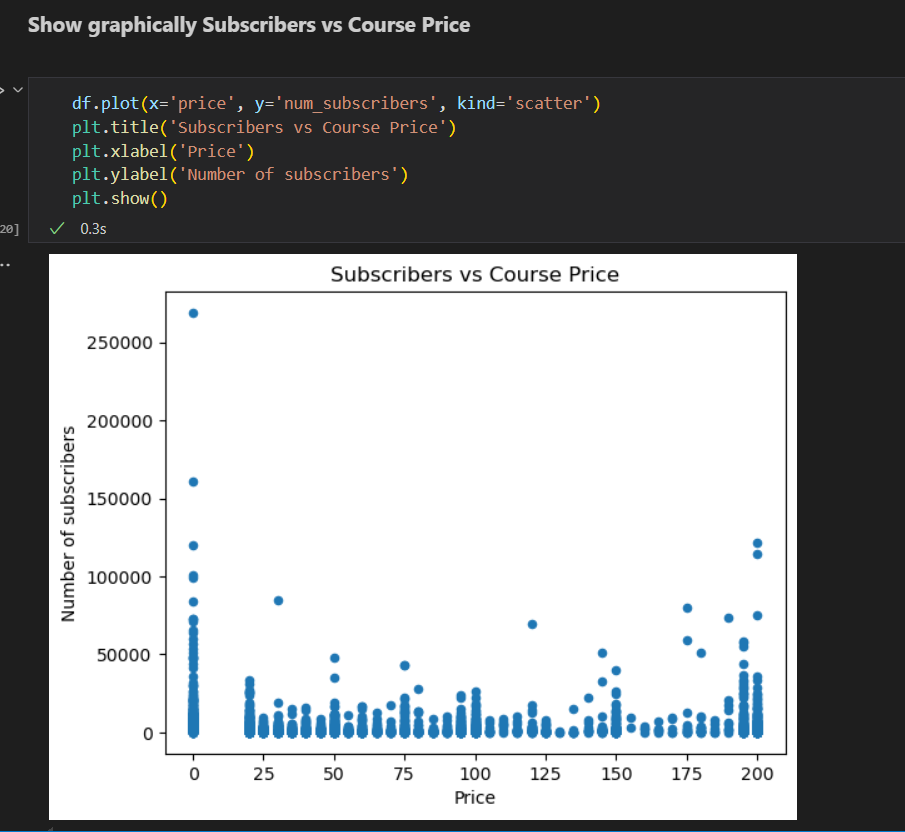 Show graphically Subscribers vs Course Price
df.plot(x='price', y='num_subscribers', kind='scatter')
plt.title('Subscribers vs Course Price')
plt.xlabel('Price')
plt.ylabel('Number of subscribers')
plt.show()
20]
0.3s
Subscribers vs Course Price
250000
200000
150000
100000
50000
0
Number of subscribers
0 25 50 75 100 125 150 175 200
Price